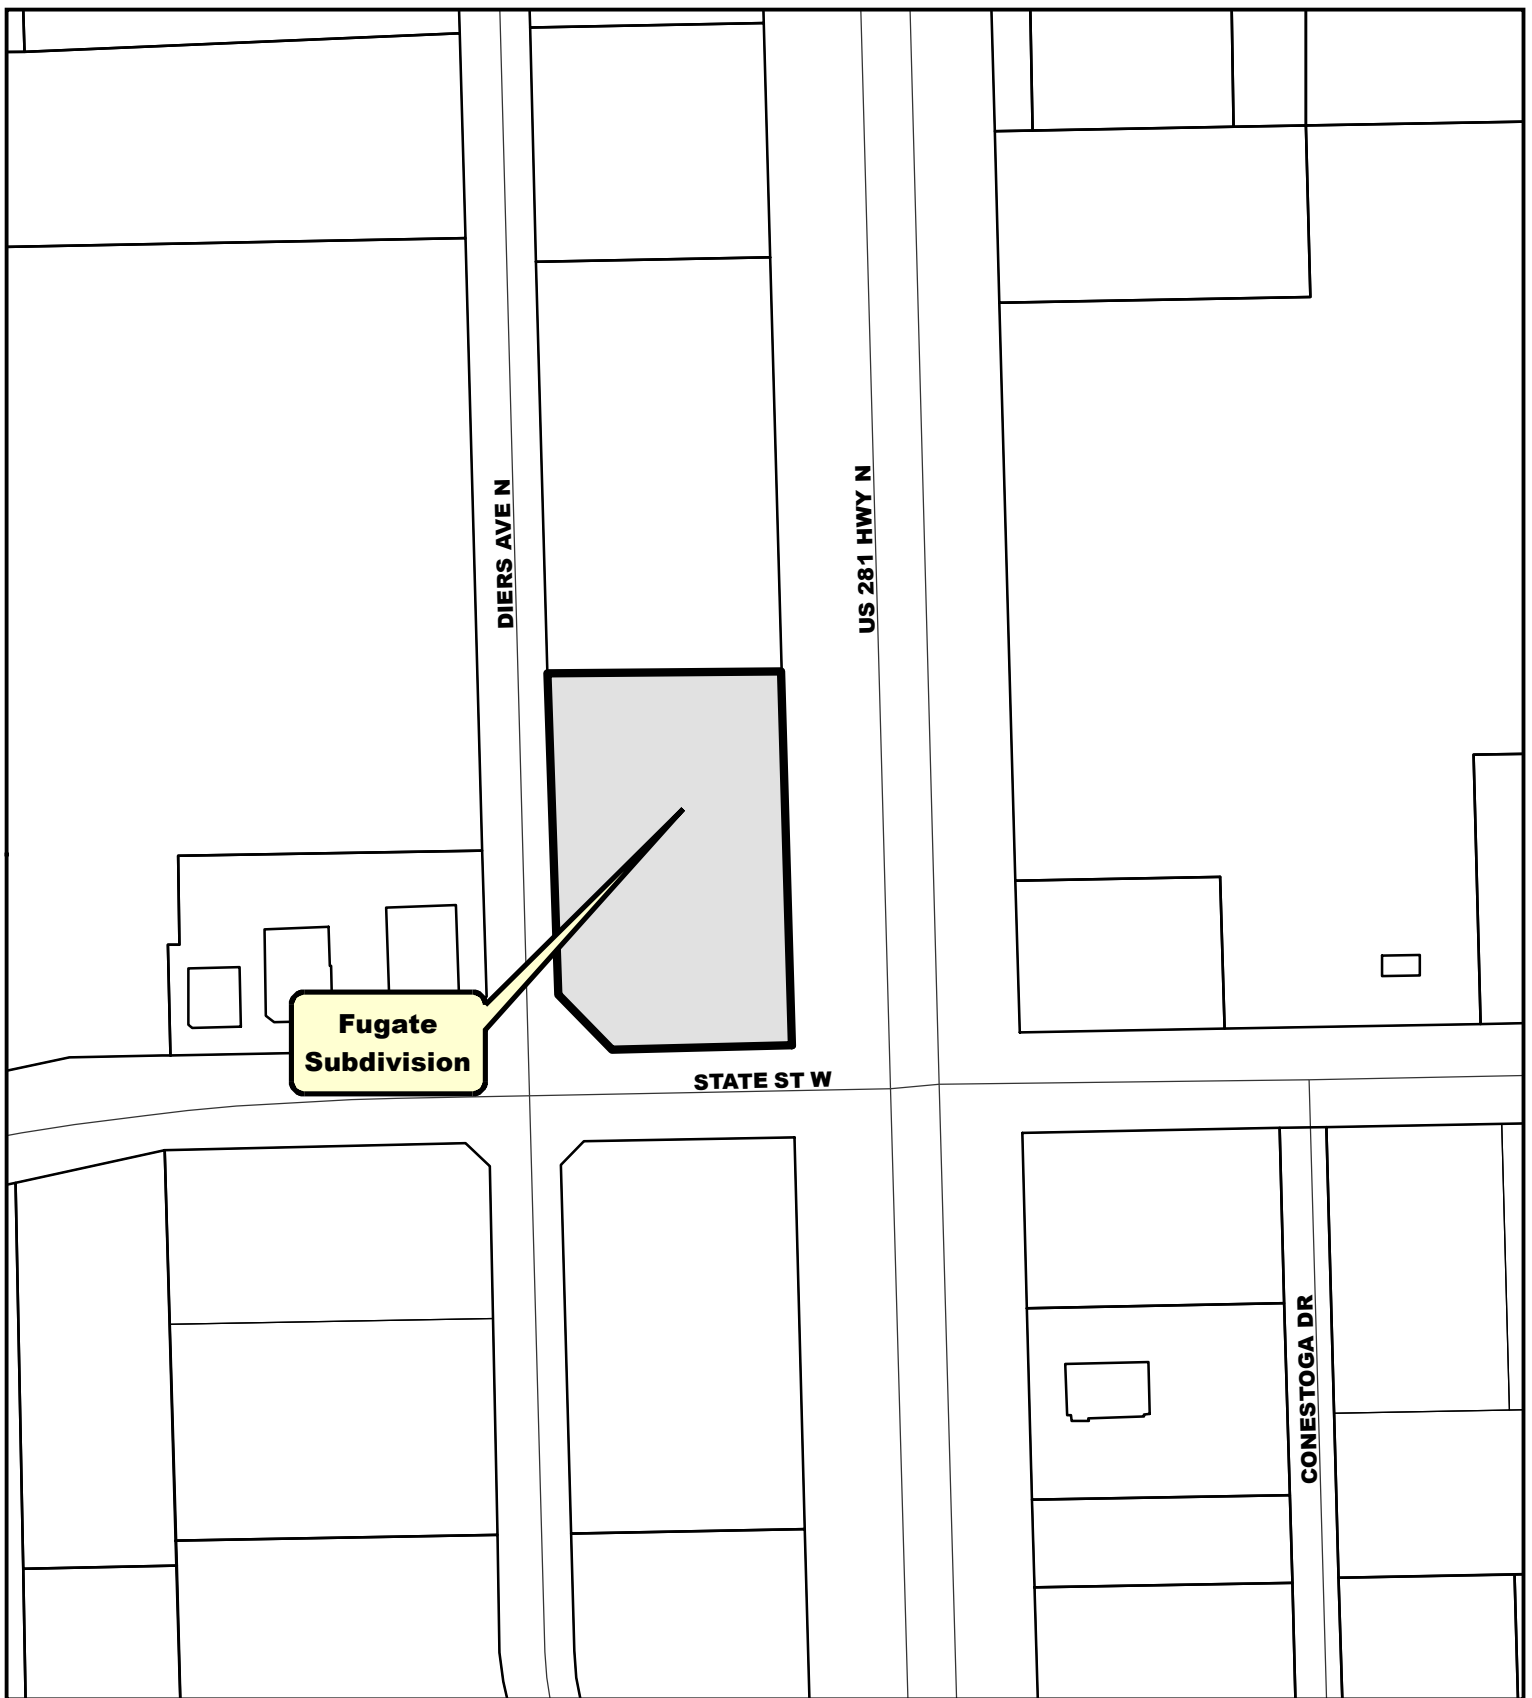 DIERS AVE N
US 281 HWY N
Fugate
Subdivision
STATE ST W
CONESTOGA DR